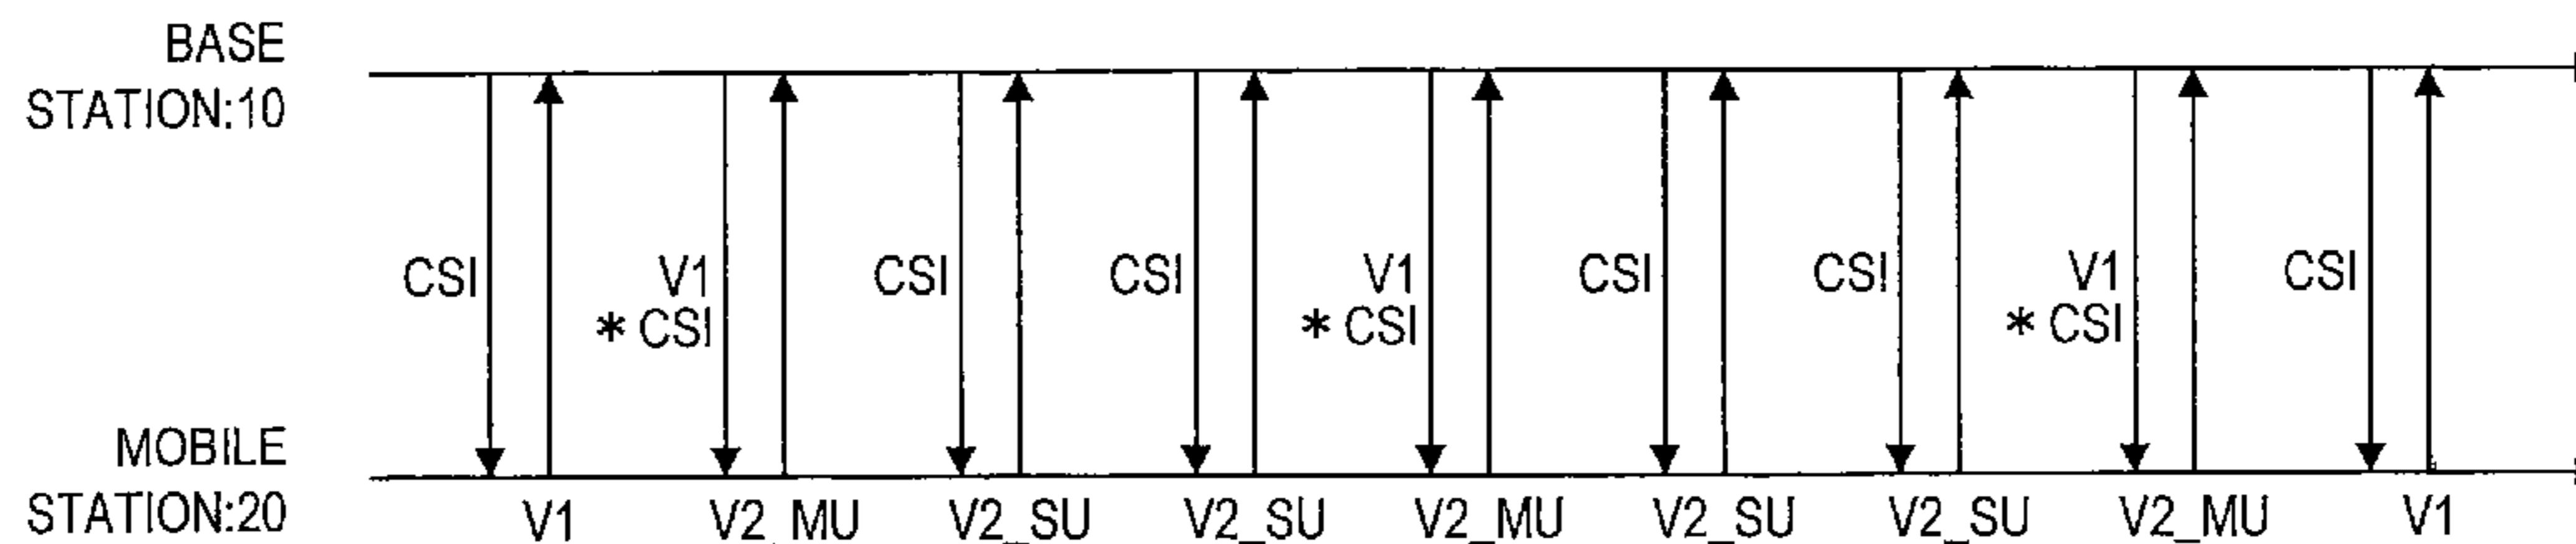 BASE
STATION:10
CSI
V1
* CSI
CSI
CSI
V1
* CSI
CSI
CSI
V1
* CSI
CSI
MOBILE
STATION:20
V1
V2_MU
V2_SU
V2_SU
V2_MU
V2_SU
V2_SU
V2_MU
V1